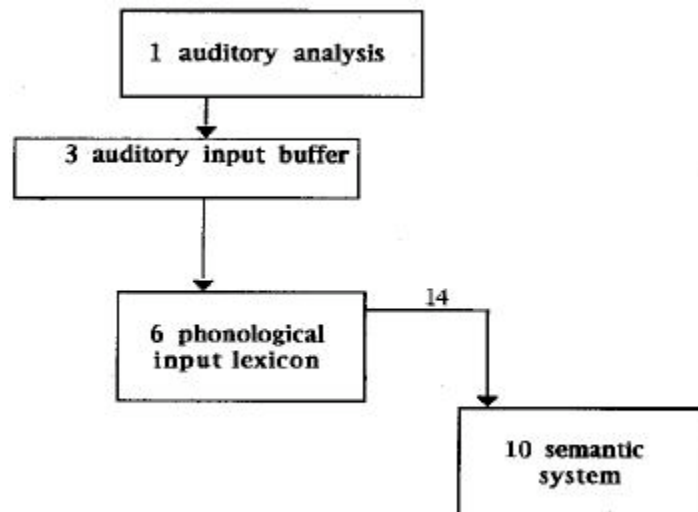 1 auditory analysis
3 auditory input buffer
6 phonological
input lexicon
14
10 semantic
system